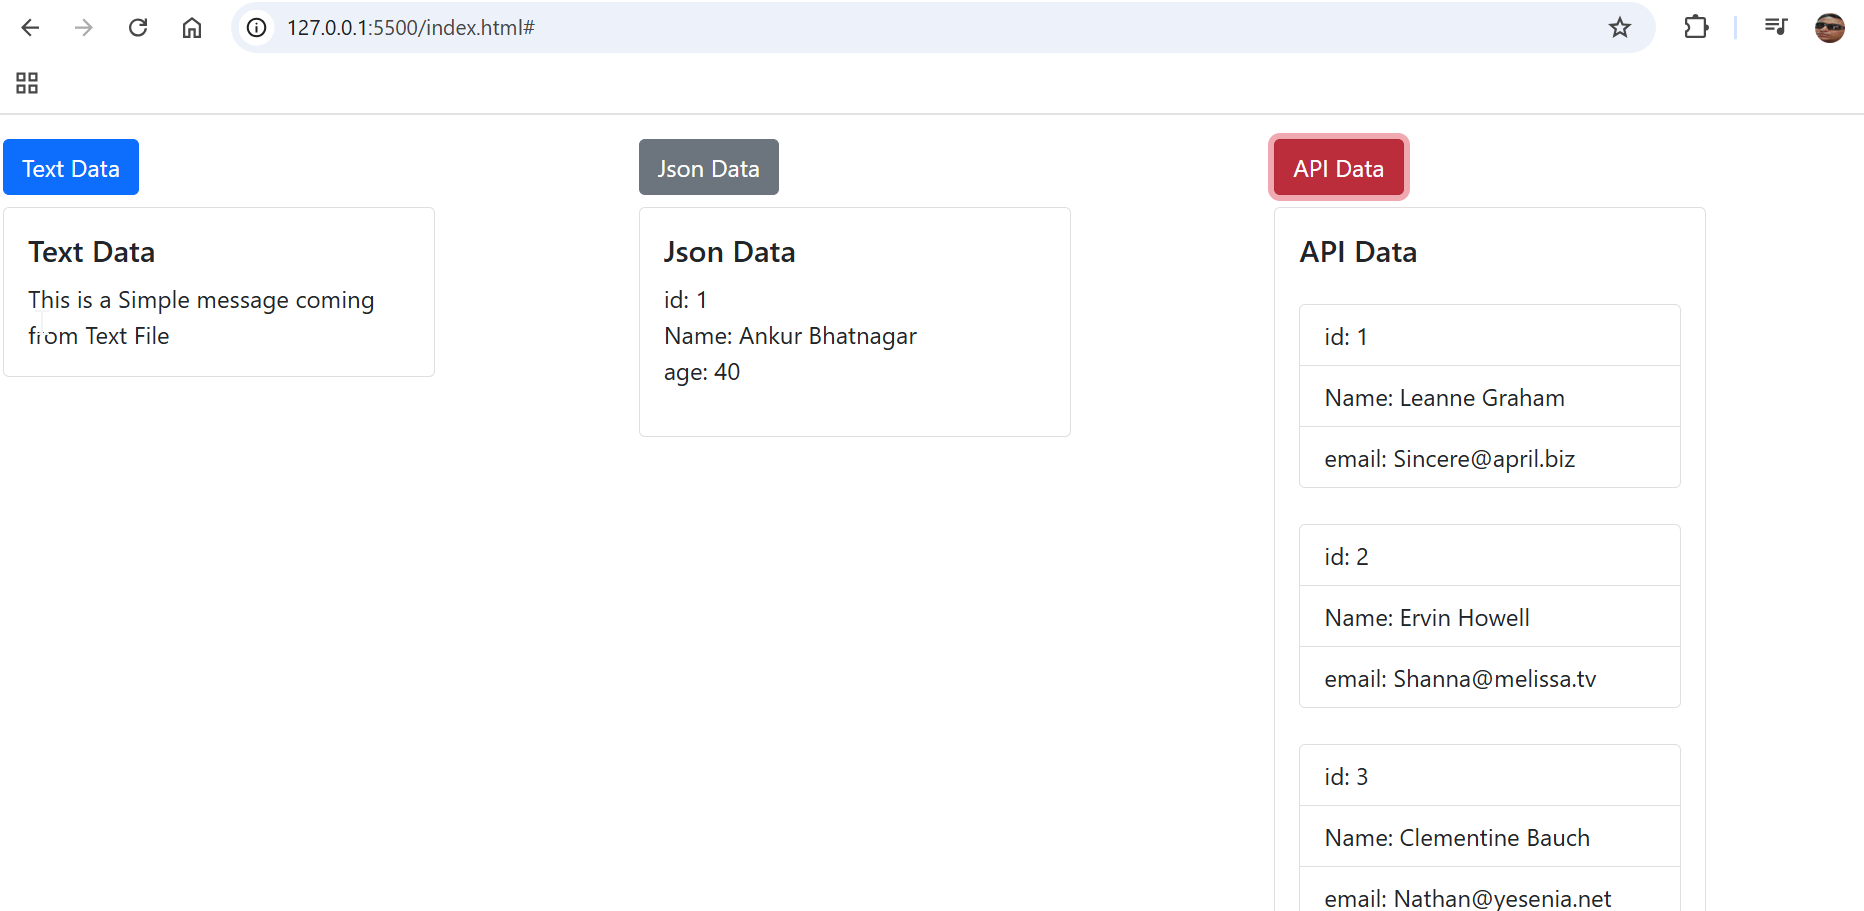 127.0.0.1:5500/index.html#
Text Data
Json Data
API Data
Text Data
This is a Simple message coming
from Text File
Json Data
id: 1
Name: Ankur Bhatnagar
age: 40
API Data
id: 1
Name: Leanne Graham
email: Sincere@april.biz
id: 2
Name: Ervin Howell
email: Shanna@melissa.tv
id: 3
Name: Clementine Bauch
email: Nathan@yesenia.net